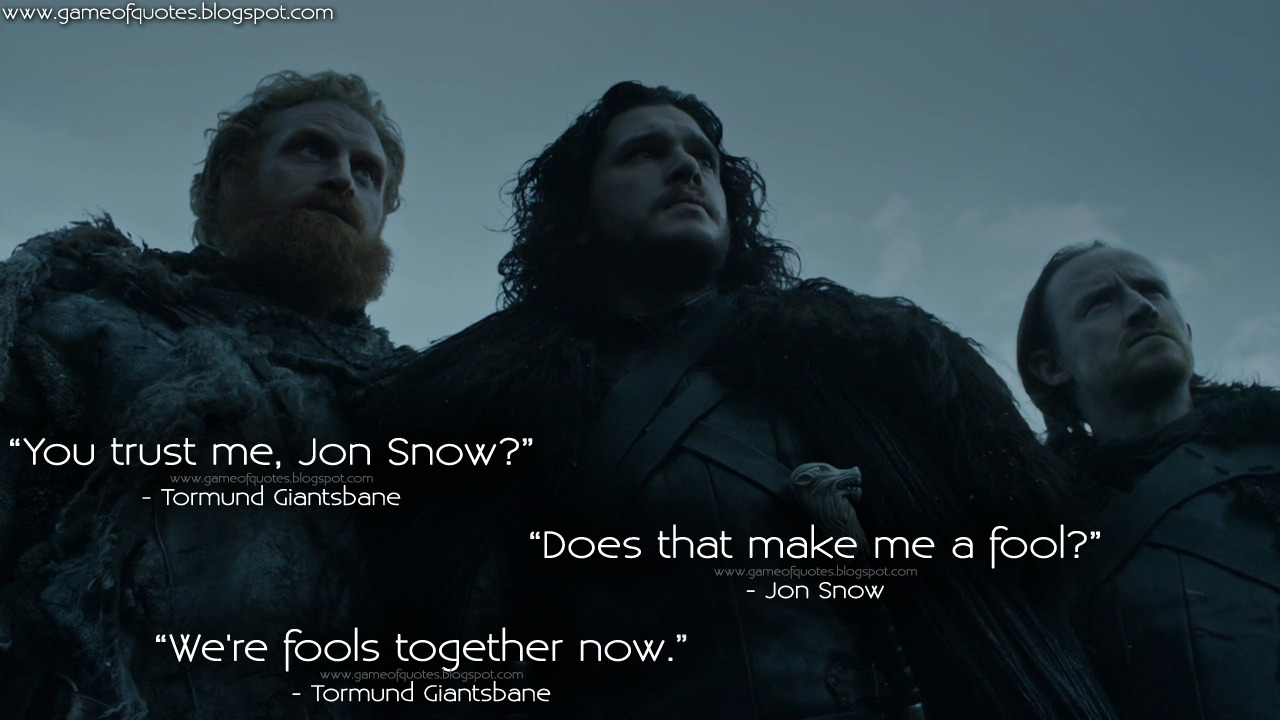 www.gameofquotes.blogspot.com
“You trust me, Jon Snow?”
www.gameofquotes.blogspot.com
- Tormund Giantsbane
“Does that make me a fool?”
www.gameofquotes.blogspot.com
- Jon Snow
“We're fools together now.”
www.gameofquotes.blogspot.com
- Tormund Giantsbane